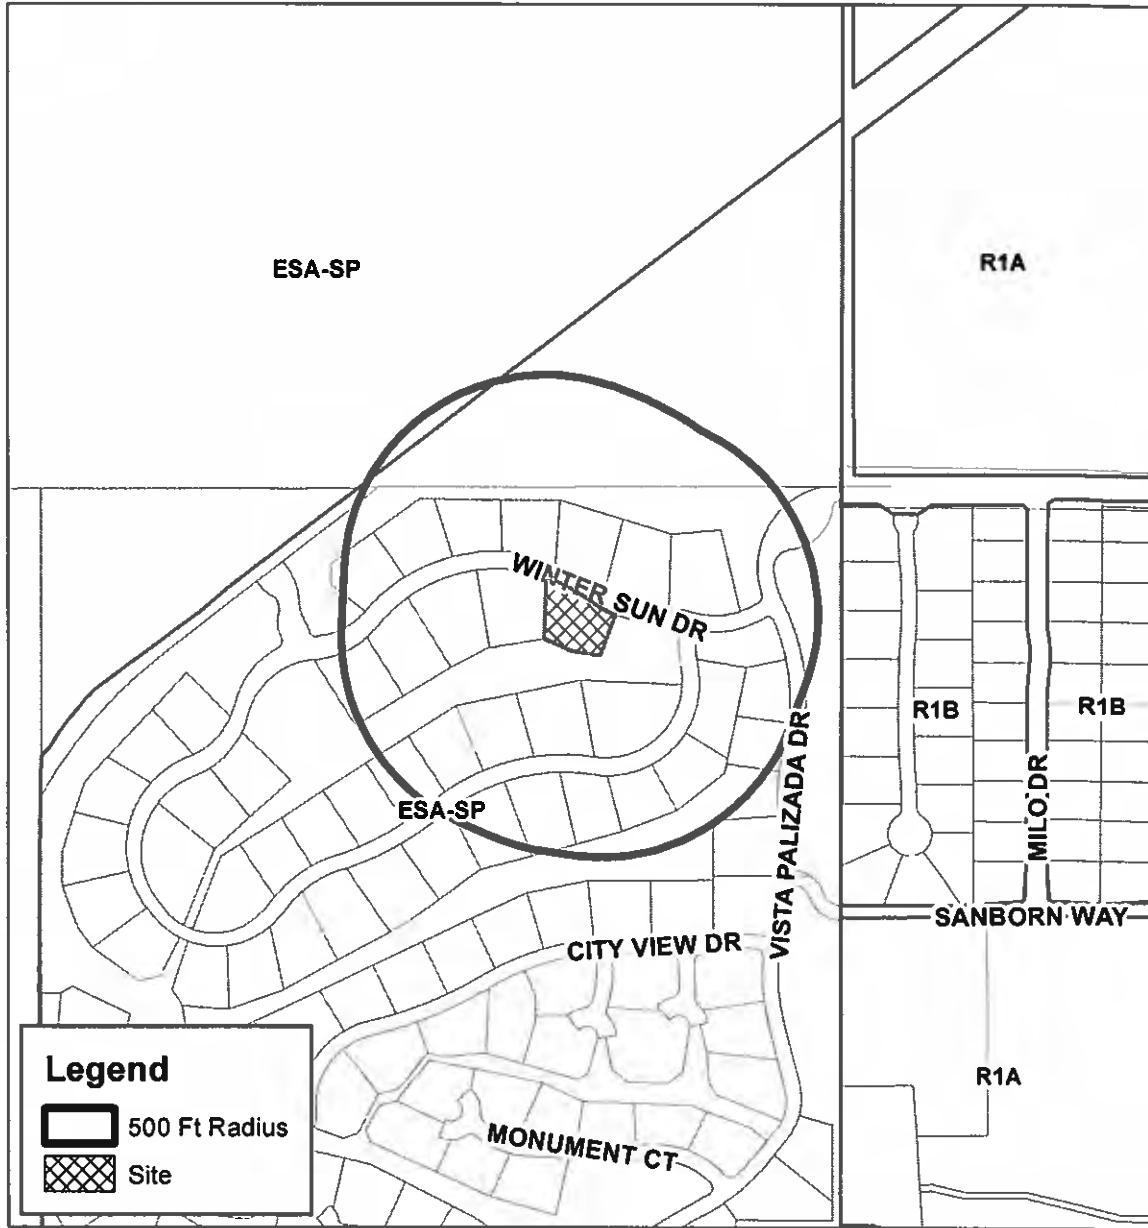 ESA-SP
R1A
WINTER SUN DR
R1B
R1B
VISTA PALIZADA DR
MILO DR
ESA-SP
SANBORN WAY
CITY VIEW DR
R1A
MONUMENT CT
Legend
500 Ft Radius
Site